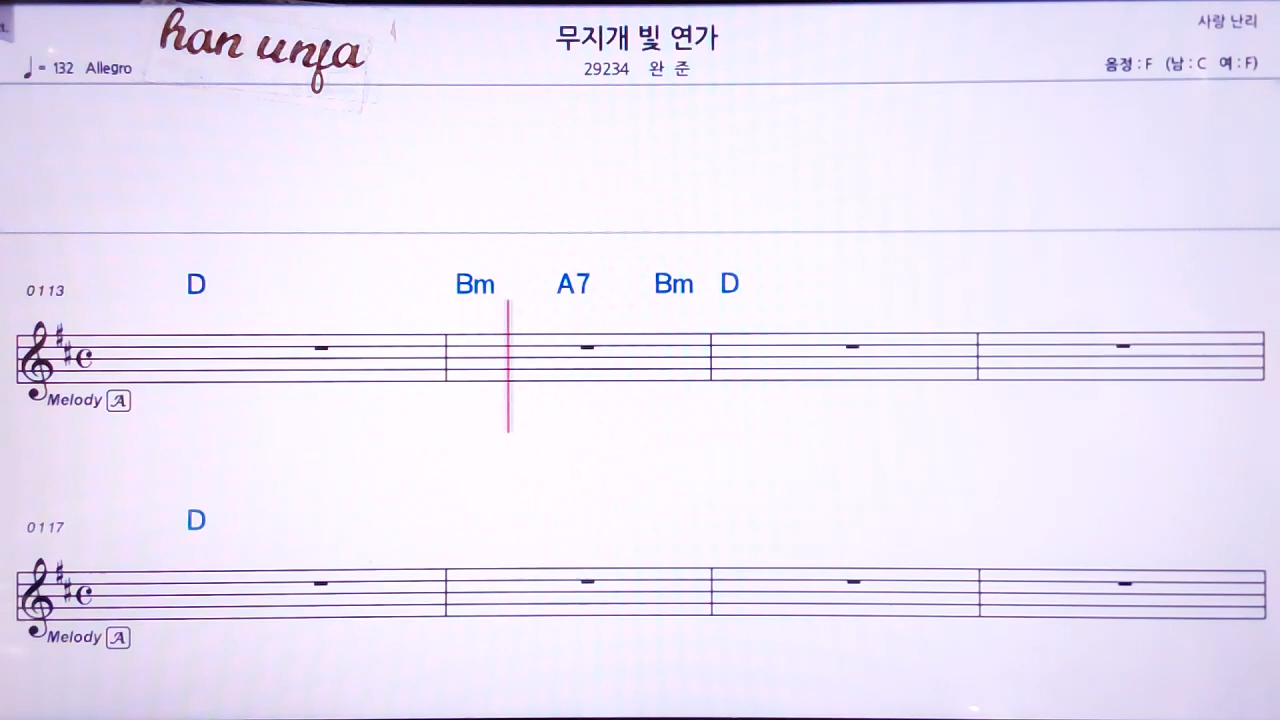 han unja
무지개 빛 연가
사랑 난리
♩= 132 Allegro
29234 완 준
음정 : F (남 : C 여 : F)
0113 D Bm A7 Bm D
Melody A
0117 D
Melody A